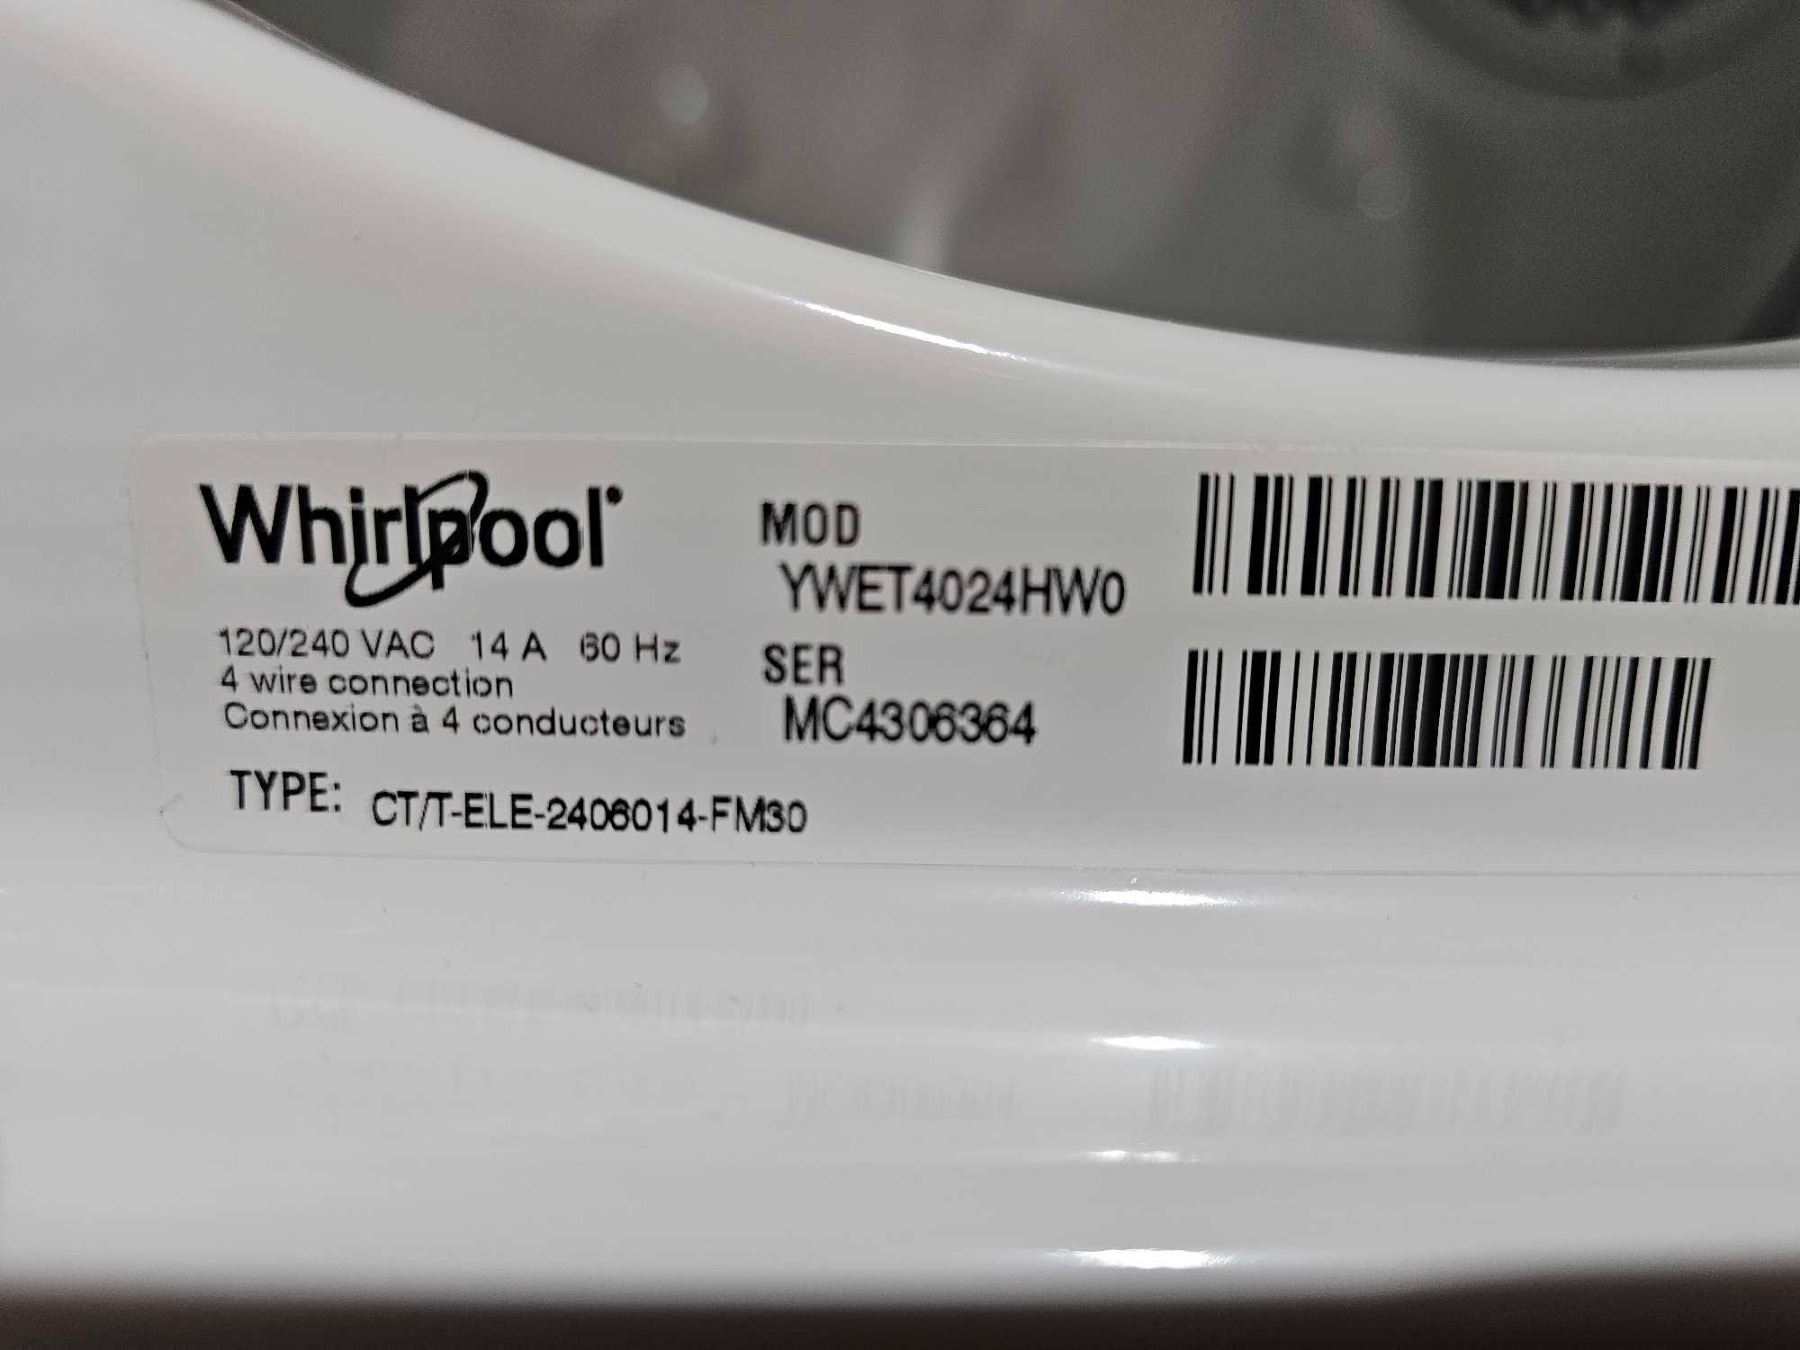 Whirlpool
120/240 VAC 14 A 60 Hz
4 wire connection
Connexion à 4 conducteurs
TYPE: CT/T-ELE-2406014-FM30
MOD
YWET4024HW0
SER
MC4306364